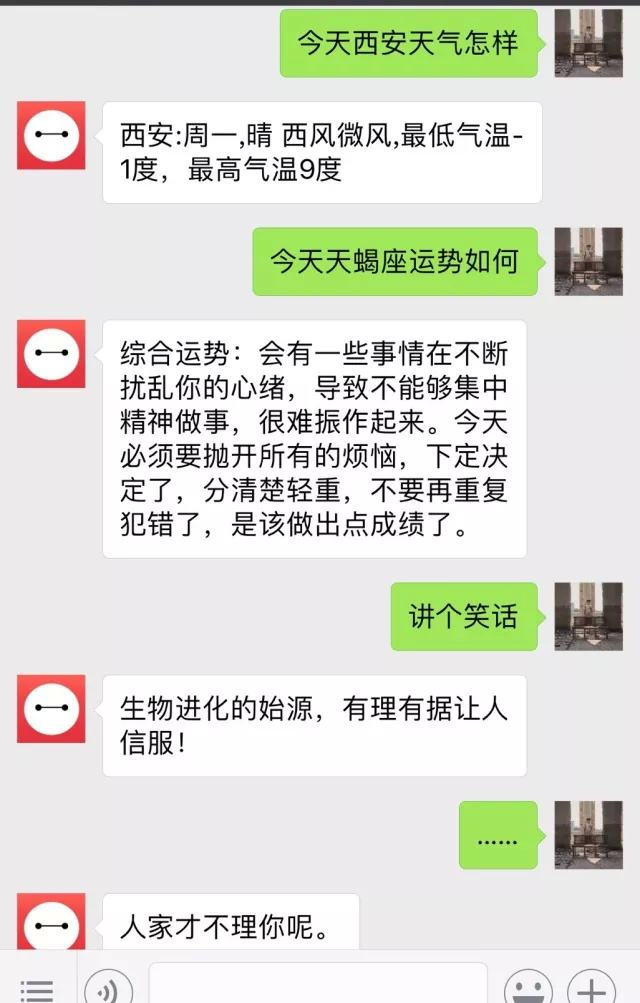 今天西安天气怎样
西安:周一,晴 西风微风,最低气温-
1度，最高气温9度
今天天蝎座运势如何
综合运势：会有一些事情在不断
扰乱你的心绪，导致不能够集中
精神做事，很难振作起来。今天
必须要抛开所有的烦恼，下定决
定了，分清楚轻重，不要再重复
犯错了，是该做出点成绩了。
讲个笑话
生物进化的始源，有理有据让人
信服！
……
人家才不理你呢。